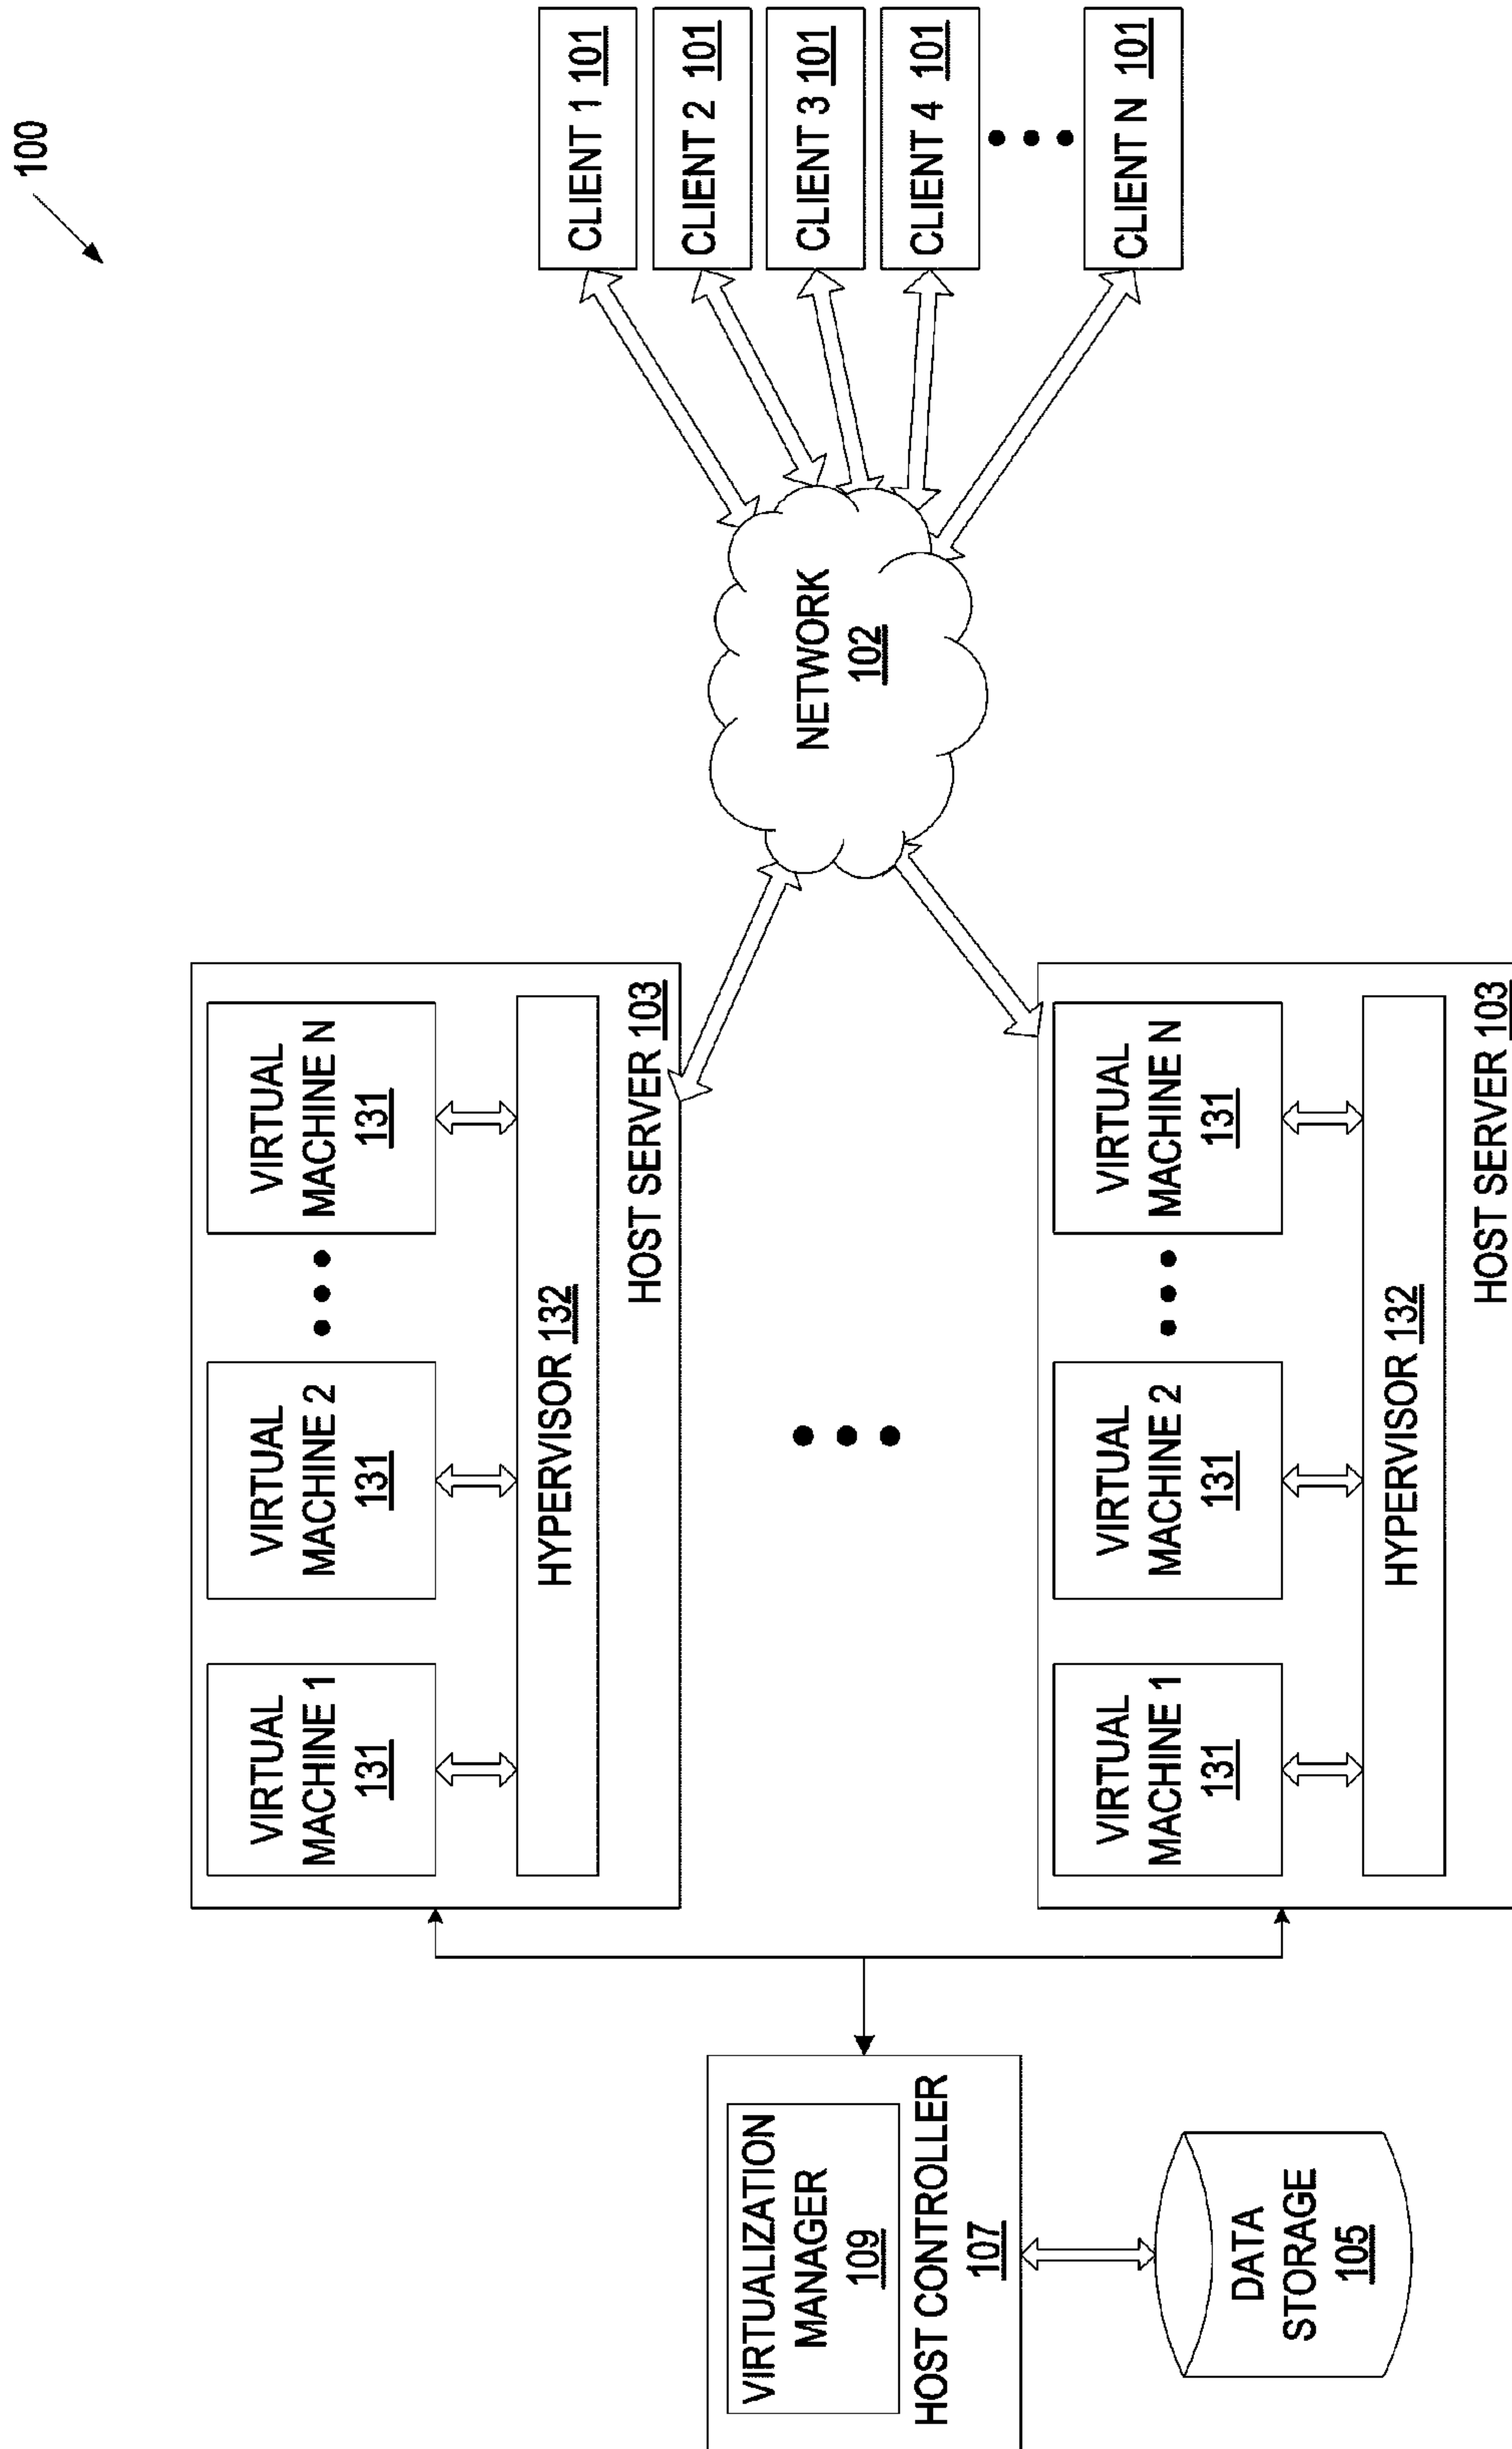 100
VIRTUAL
MACHINE 1
131
VIRTUAL
MACHINE 2
131
VIRTUAL
MACHINE N
131
HYPERVISOR 132
HOST SERVER 103
VIRTUALIZATION
MANAGER
109
HOST CONTROLLER
107
DATA
STORAGE
105
VIRTUAL
MACHINE 1
131
VIRTUAL
MACHINE 2
131
VIRTUAL
MACHINE N
131
HYPERVISOR 132
HOST SERVER 103
NETWORK
102
CLIENT 1 101
CLIENT 2 101
CLIENT 3 101
CLIENT 4 101
CLIENT N 101